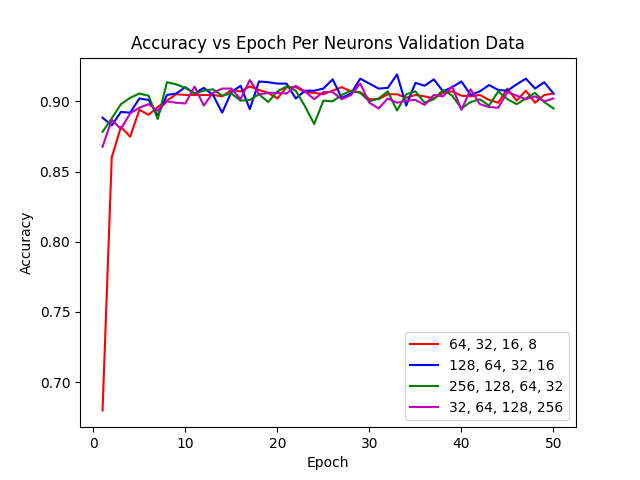 Accuracy vs Epoch Per Neurons Validation Data
Accuracy
0.90
0.85
0.80
0.75
0.70
64, 32, 16, 8
128, 64, 32, 16
256, 128, 64, 32
32, 64, 128, 256
0 10 20 30 40 50
Epoch